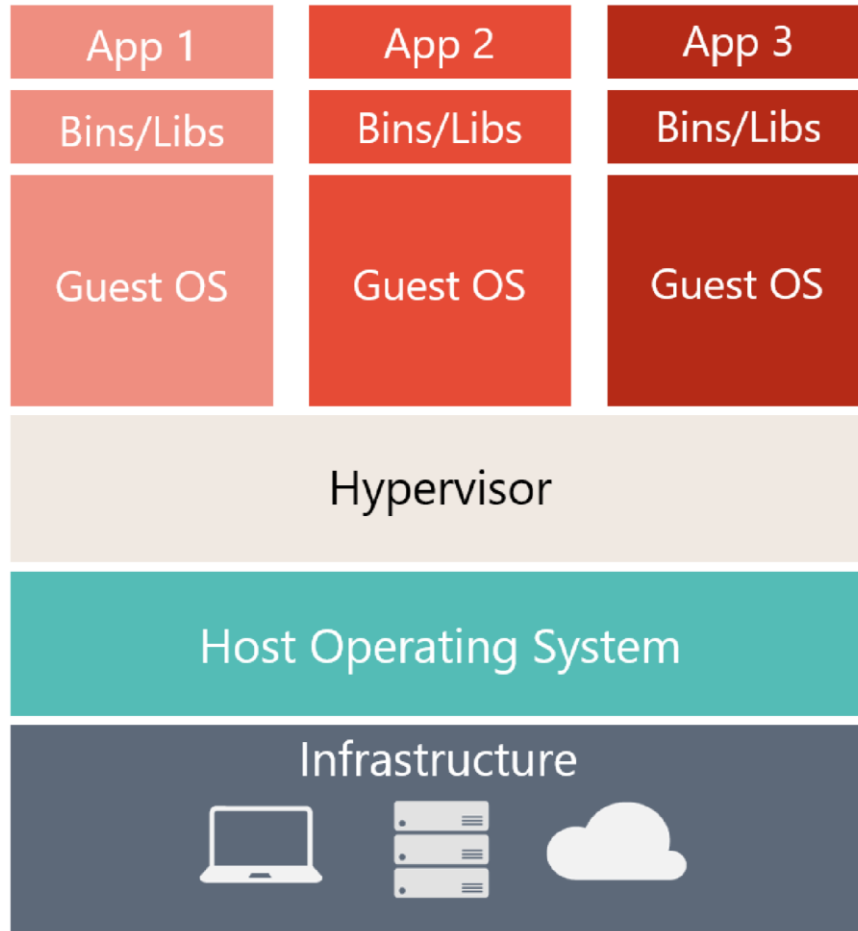 App 1
App 2
App 3
Bins/Libs
Bins/Libs
Bins/Libs
Guest OS
Guest OS
Guest OS
Hypervisor
Host Operating System
Infrastructure